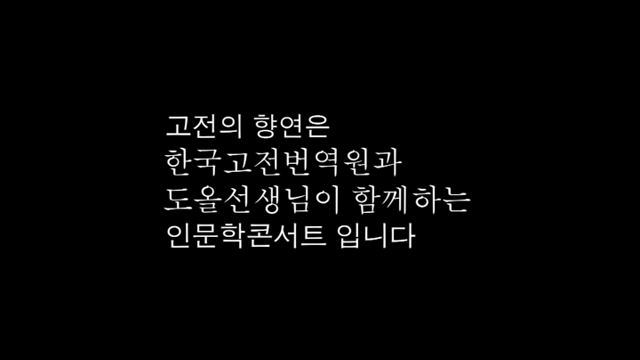 고전의 향연은
한국고전번역원과
도올선생님이 함께하는
인문학콘서트 입니다